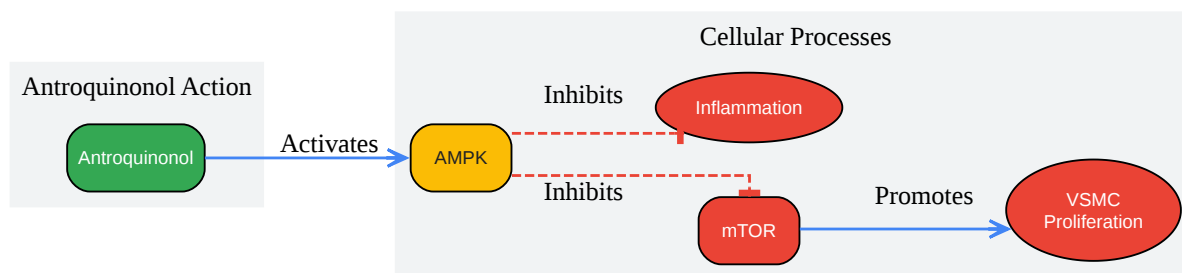 Cellular Processes
Antroquinonol Action
Inhibits
Inflammation
Activates
Antroquinonol
AMPK
Inhibits
Promotes
VSMC
Proliferation
mTOR